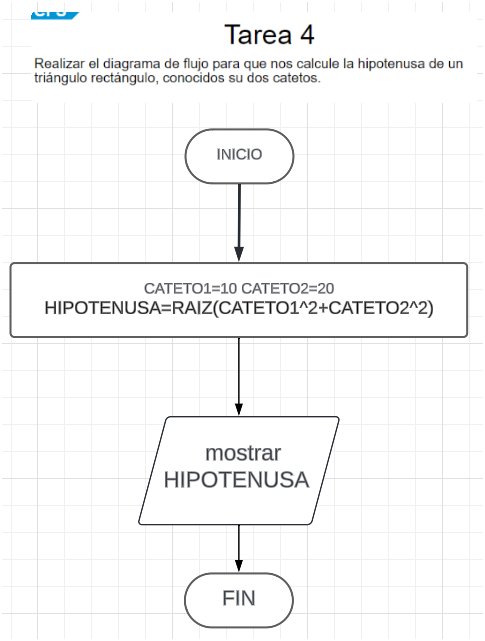 Tarea 4
Realizar el diagrama de flujo para que nos calcule la hipotenusa de un
triángulo rectángulo, conocidos su dos catetos.
INICIO
CATETO1=10 CATETO2=20
HIPOTENUSA=RAIZ(CATETO1^2+CATETO2^2)
mostrar
HIPOTENUSA
FIN